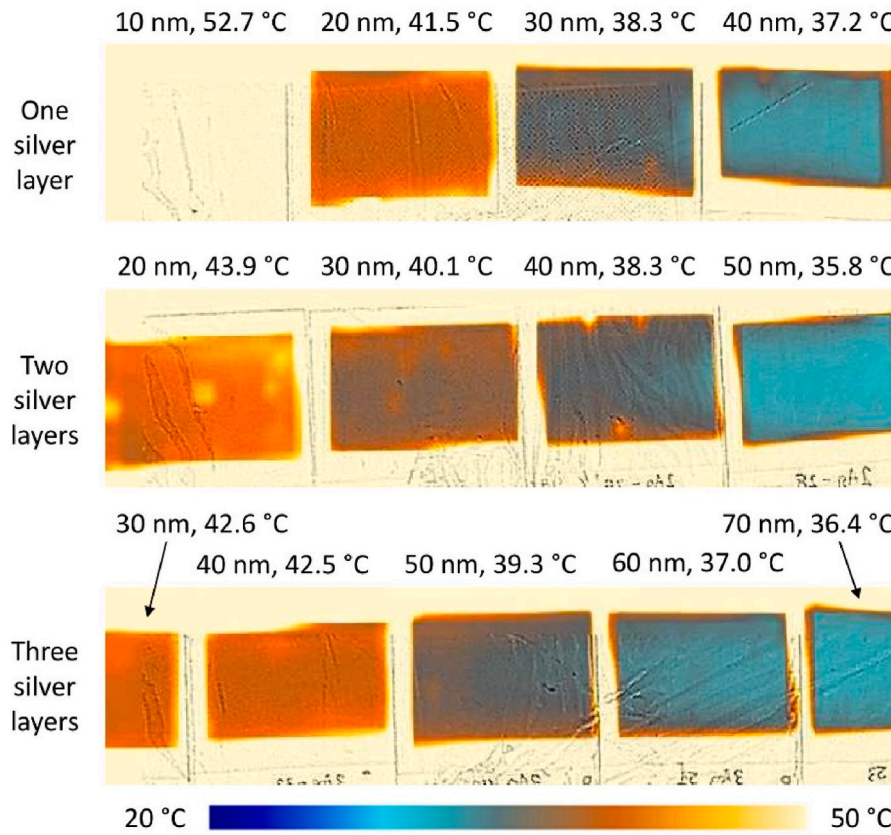 10 nm, 52.7 °C 20 nm, 41.5 °C 30 nm, 38.3 °C 40 nm, 37.2 °C
One
silver
layer
20 nm, 43.9 °C 30 nm, 40.1 °C 40 nm, 38.3 °C 50 nm, 35.8 °C
Two
silver
layers
30 nm, 42.6 °C 70 nm, 36.4 °C
40 nm, 42.5 °C 50 nm, 39.3 °C 60 nm, 37.0 °C
Three
silver
layers
20 °C 50 °C